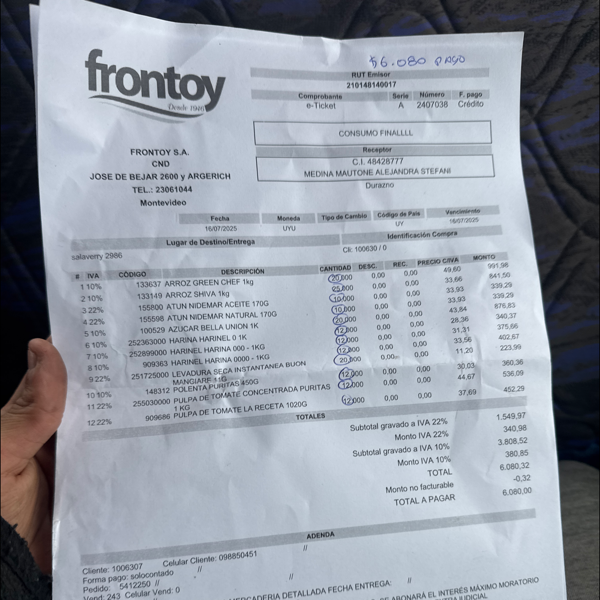 $6.080 PAGO
frontoy
Desde 1946
RUT Emisor
210148140017
Comprobante Serie Número F. pago
e-Ticket A 2407038 Crédito
CONSUMO FINALLLL
Receptor
C.I. 48428777
MEDINA MAUTONE ALEJANDRA STEFANI
Durazno
FRONTOY S.A.
CND
JOSE DE BEJAR 2600 y ARGERICH
TEL.: 23061044
Montevideo
Fecha Moneda Tipo de Cambio Código de País Vencimiento
16/07/2025 UYU UY 16/07/2025
Lugar de Destino/Entrega Identificación Compra
salaverry 2986 CR: 100630 / 0
# IVA CÓDIGO DESCRIPCIÓN CANTIDAD DESC. REC. PRECIO C/IVA MONTO
1 10% 133637 ARROZ GREEN CHEF 1kg 20,000 0,00 0,00 49,60 991,98
2 10% 133149 ARROZ SHIVA 1kg 25,000 0,00 0,00 33,66 841,50
3 22% 155800 ATUN NIDEMAR ACEITE 170G 10,000 0,00 0,00 33,93 339,29
4 22% 155598 ATUN NIDEMAR NATURAL 170G 10,000 0,00 0,00 33,93 339,29
5 10% 100529 AZUCAR BELLA UNION 1K 20,000 0,00 0,00 43,84 876,83
6 10% 252363000 HARINA HARINEL 0 1K 12,000 0,00 0,00 28,36 340,37
7 10% 252899000 HARINEL HARINA 000 - 1KG 12,000 0,00 0,00 31,31 375,66
8 10% 909363 HARINEL HARINA 0000 - 1KG 12,000 0,00 0,00 33,56 402,67
9 22% 251725000 LEVADURA SECA INSTANTANEA BUON 20,000 0,00 0,00 11,20 223,99
MANGIARE
10 10% 148312 POLENTA PURITAS 450G 12,000 0,00 0,00 30,03 360,36
11 22% 255030000 PULPA DE TOMATE CONCENTRADA PURITAS 12,000 0,00 0,00 44,67 536,09
1 KG
12 22% 909686 PULPA DE TOMATE LA RECETA 1020G 12,000 0,00 0,00 37,69 452,29
TOTALES
Subtotal gravado a IVA 22% 1.549,97
Monto IVA 22% 340,98
Subtotal gravado a IVA 10% 3.808,52
Monto IVA 10% 380,85
TOTAL 6.080,32
Monto no facturable -0,32
TOTAL A PAGAR 6.080,00
ADENDA
Cliente: 1006307 Celular Cliente: 098850451 //
Forma pago: solocontado //
Pedido: 5412250 // //
Vend: 243 Celular Vend: 0
MERCADERIA DETALLADA FECHA ENTREGA: //
SE ABONARÁ EL INTERÉS MÁXIMO MORATORIO